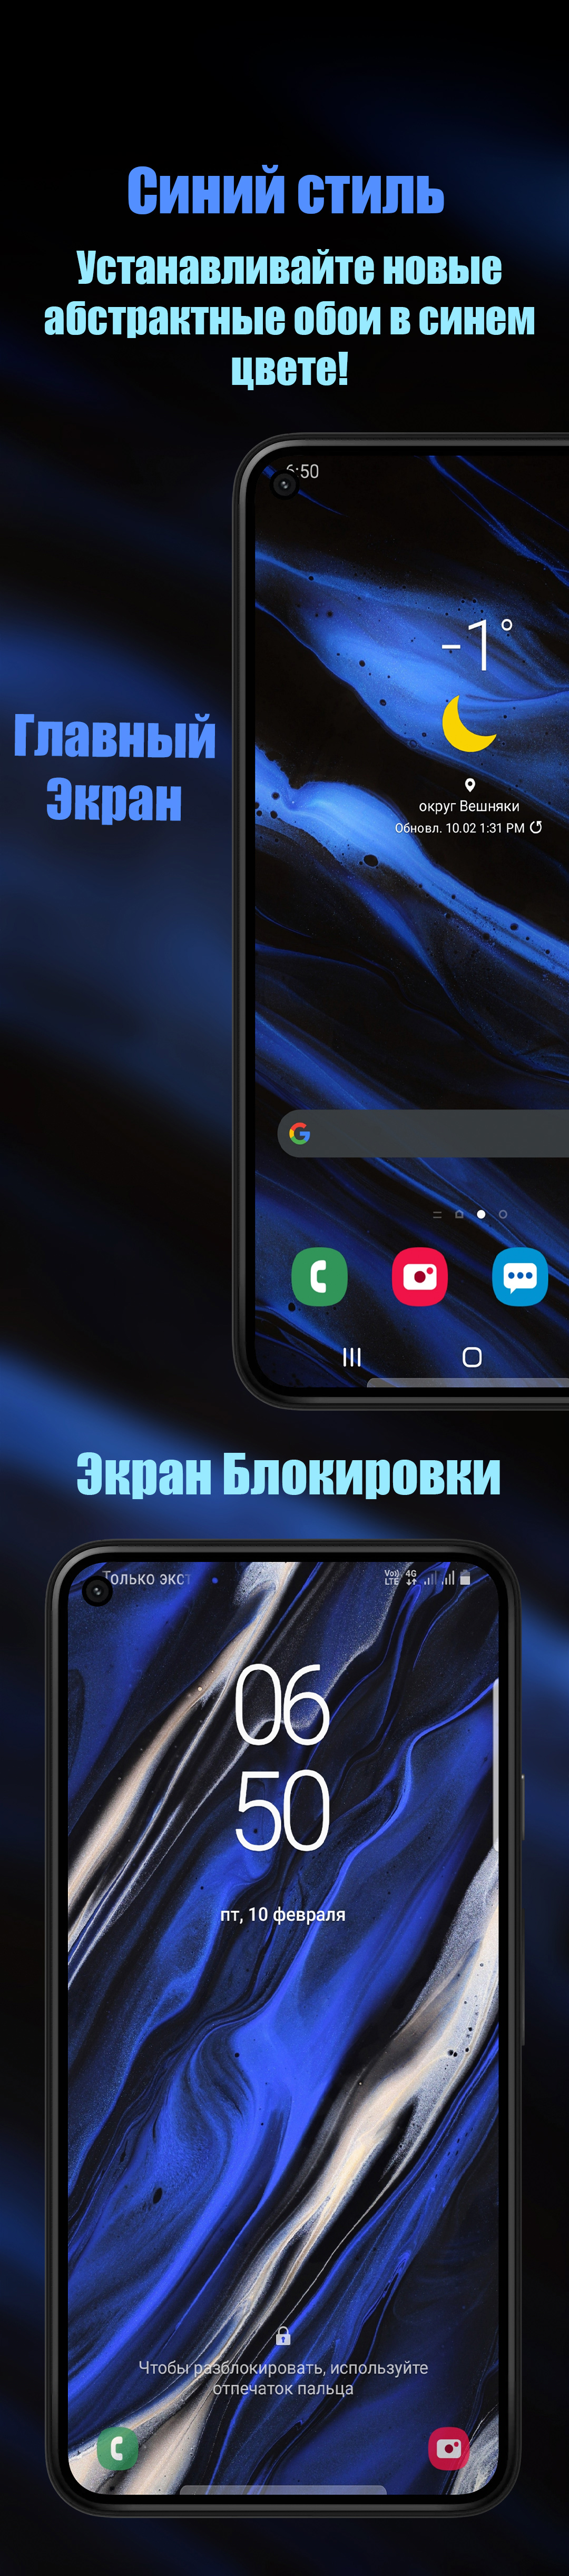 Синий стиль
Устанавливайте новые
абстрактные обои в синем
цвете!
6:50
-1°
Главный
Экран
округ Вешняки
Обновл. 10.02 1:31 PM
Экран Блокировки
Только экст
Vo)) 4G
LTE
06
50
пт, 10 февраля
Чтобы разблокировать, используйте
отпечаток пальца